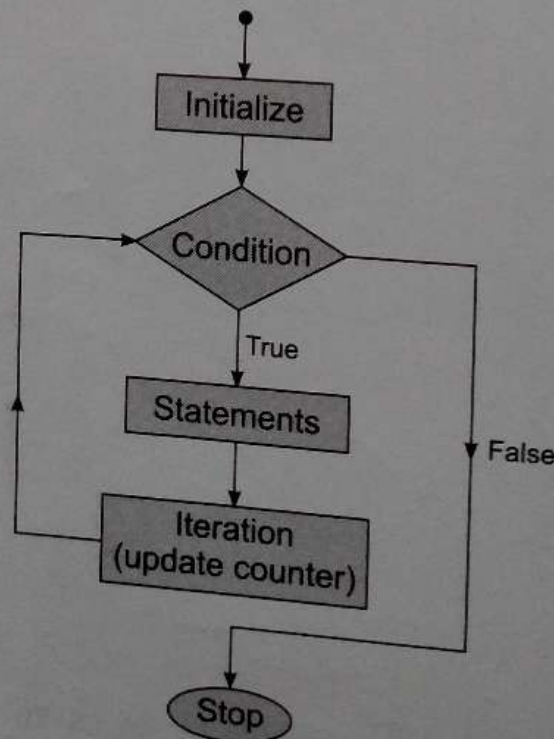 Initialize
Condition
True
Statements
False
Iteration
(update counter)
Stop